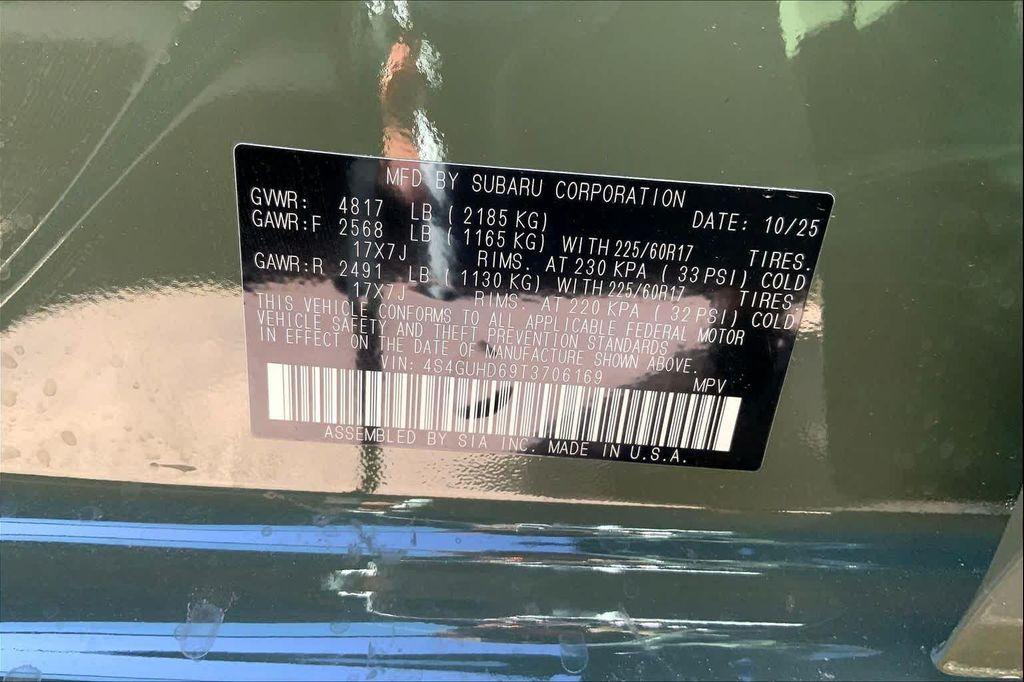 MFD BY SUBARU CORPORATION
GVWR: 4817 LB (2185 KG) DATE: 10/25
GAWR:F 2568 LB (1165 KG) WITH 225/60R17 TIRES.
17X7J RIMS. AT 230 KPA (33 PSI) COLD
GAWR:R 2491 LB (1130 KG) WITH 225/60R17 TIRES
17X7J RIMS. AT 220 KPA (32 PSI) COLD
THIS VEHICLE CONFORMS TO ALL APPLICABLE FEDERAL MOTOR
VEHICLE SAFETY AND THEFT PREVENTION STANDARDS
IN EFFECT ON THE DATE OF MANUFACTURE SHOWN ABOVE.
VIN: 4S4GUHD69T3706169 MPV
ASSEMBLED BY SIA INC. MADE IN U.S.A.